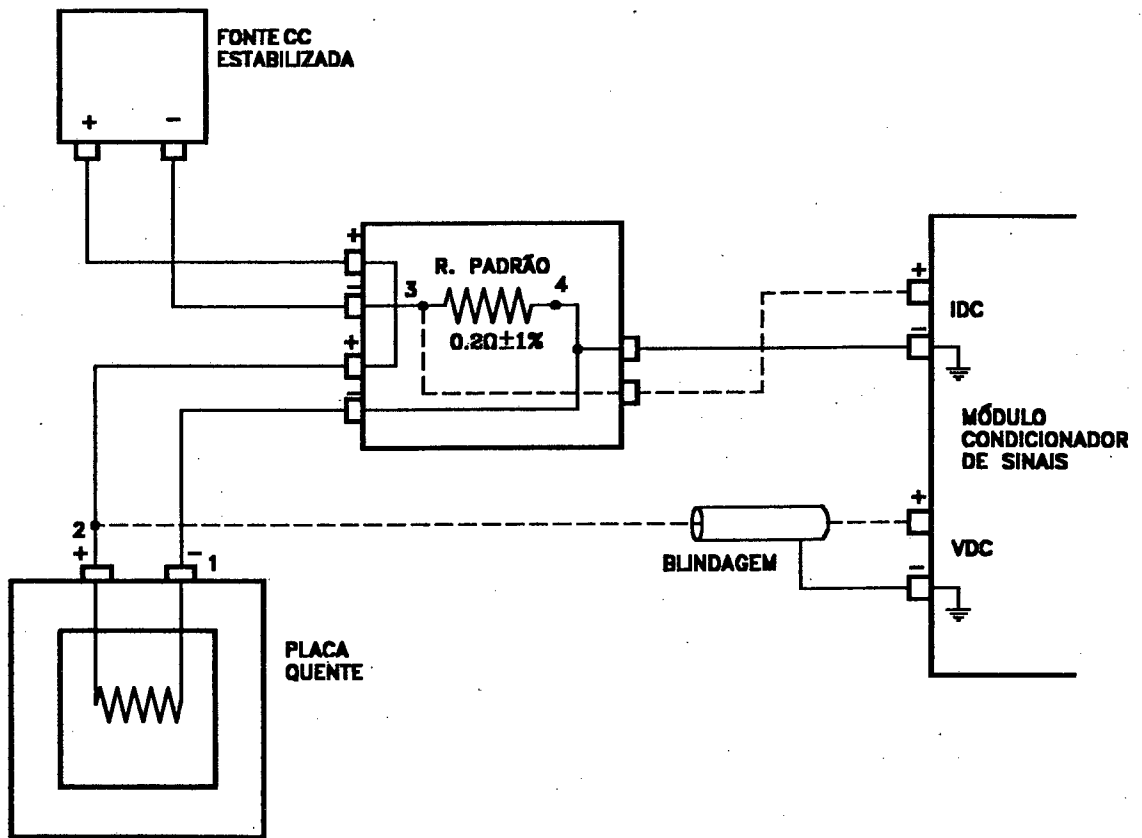 FONTE CC
ESTABILIZADA
+ −
+
R. PADRÃO
−
3
4
0.2Ω±1%
+
−
+
IDC
−
MÓDULO
CONDICIONADOR
DE SINAIS
+
VDC
−
BLINDAGEM
2
+
− 1
PLACA
QUENTE